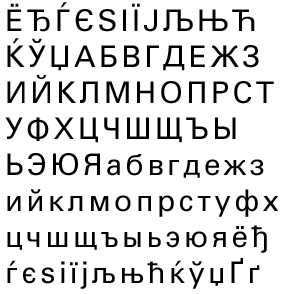 ЁЂЃЄЅІЇЈЉЊЋ
ЌЎЏАБВГДЕЖЗ
ИЙКЛМНОПРСТ
УФХЦЧШЩЪЫ
ЬЭЮЯабвгдежз
ийклмнопрстуфх
цчшщъыьэюяёђ
ѓєѕіїјљњћќўџҐґ